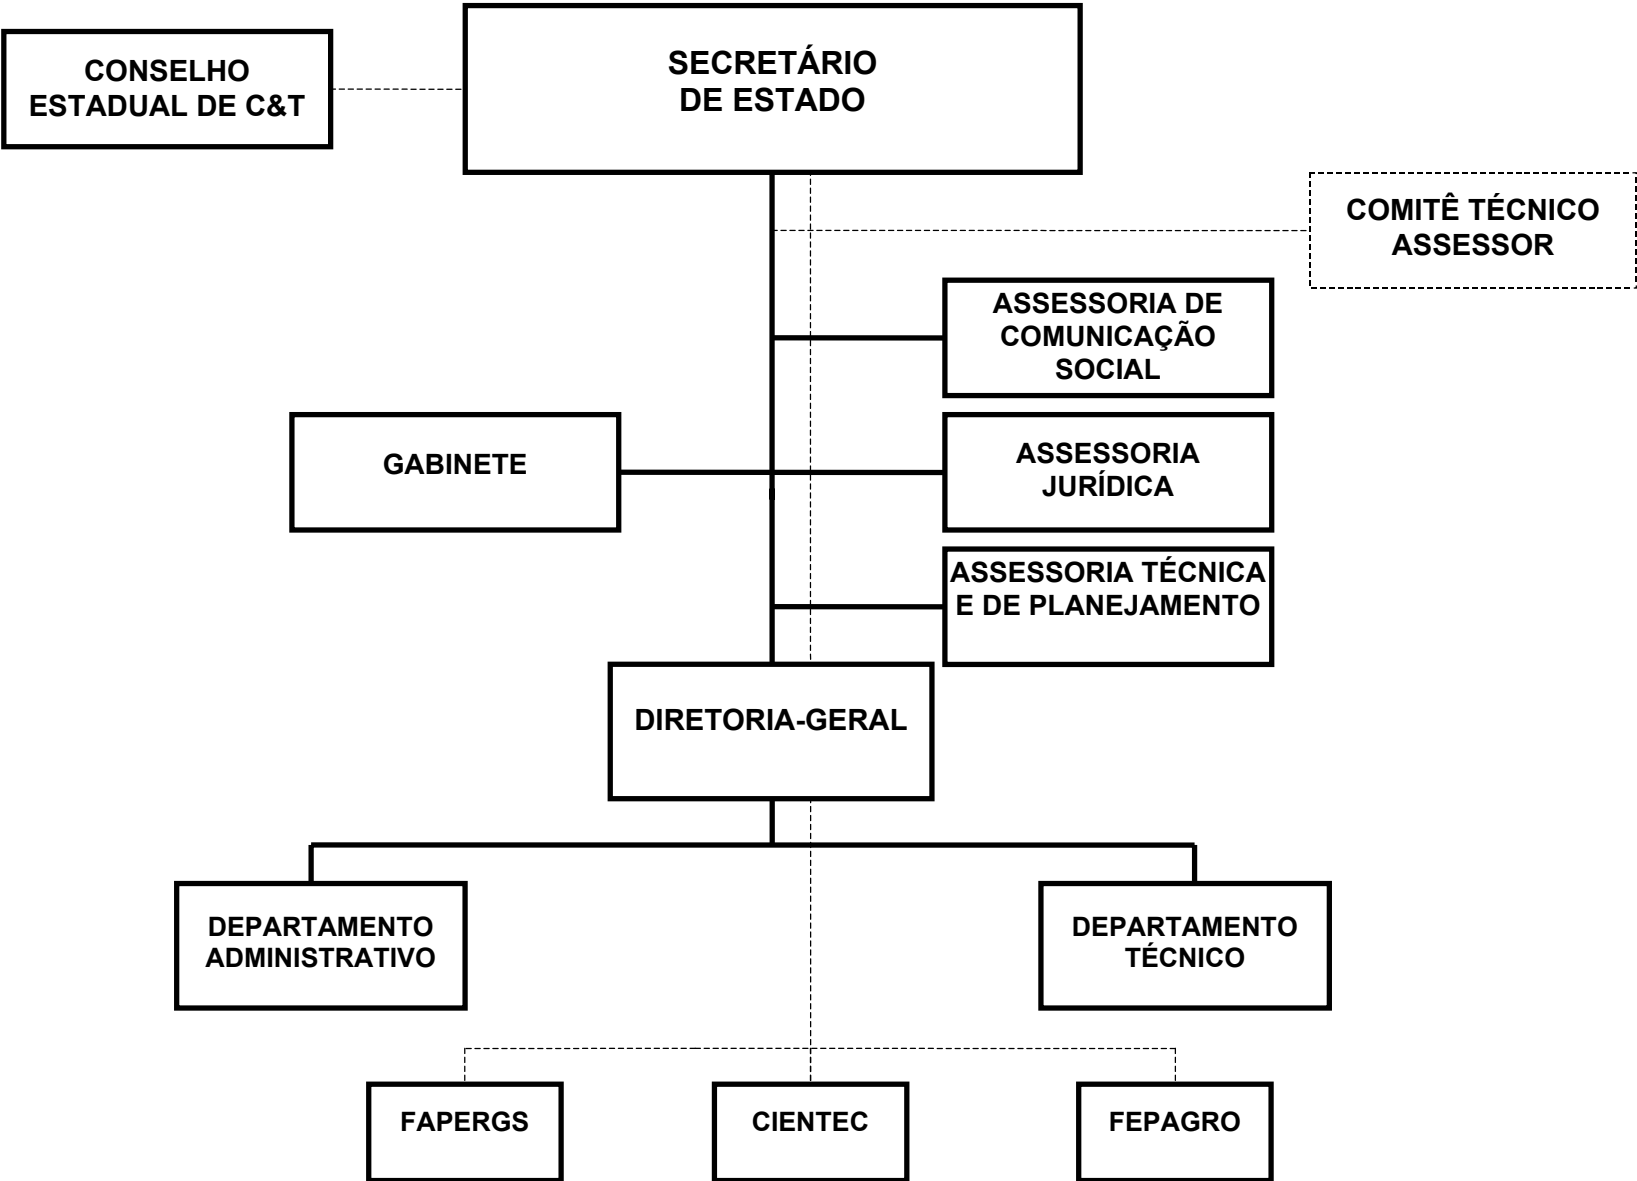 CONSELHO
ESTADUAL DE C&T
SECRETÁRIO
DE ESTADO
COMITÊ TÉCNICO
ASSESSOR
ASSESSORIA DE
COMUNICAÇÃO
SOCIAL
GABINETE
ASSESSORIA
JURÍDICA
ASSESSORIA TÉCNICA
E DE PLANEJAMENTO
DIRETORIA-GERAL
DEPARTAMENTO
ADMINISTRATIVO
DEPARTAMENTO
TÉCNICO
FAPERGS
CIENTEC
FEPAGRO